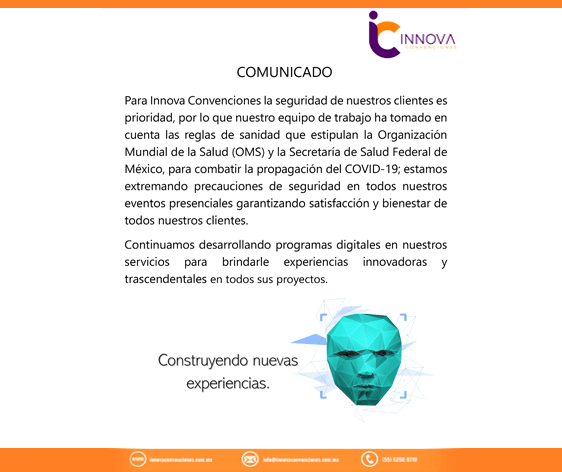 iC INNOVA
CONVENCIONES
COMUNICADO
Para Innova Convenciones la seguridad de nuestros clientes es
prioridad, por lo que nuestro equipo de trabajo ha tomado en
cuenta las reglas de sanidad que estipulan la Organización
Mundial de la Salud (OMS) y la Secretaría de Salud Federal de
México, para combatir la propagación del COVID-19; estamos
extremando precauciones de seguridad en todos nuestros
eventos presenciales garantizando satisfacción y bienestar de
todos nuestros clientes.
Continuamos desarrollando programas digitales en nuestros
servicios para brindarle experiencias innovadoras y
trascendentales en todos sus proyectos.
Construyendo nuevas
experiencias.
www innovaconvenciones.com.mx info@innovaconvenciones.com.mx